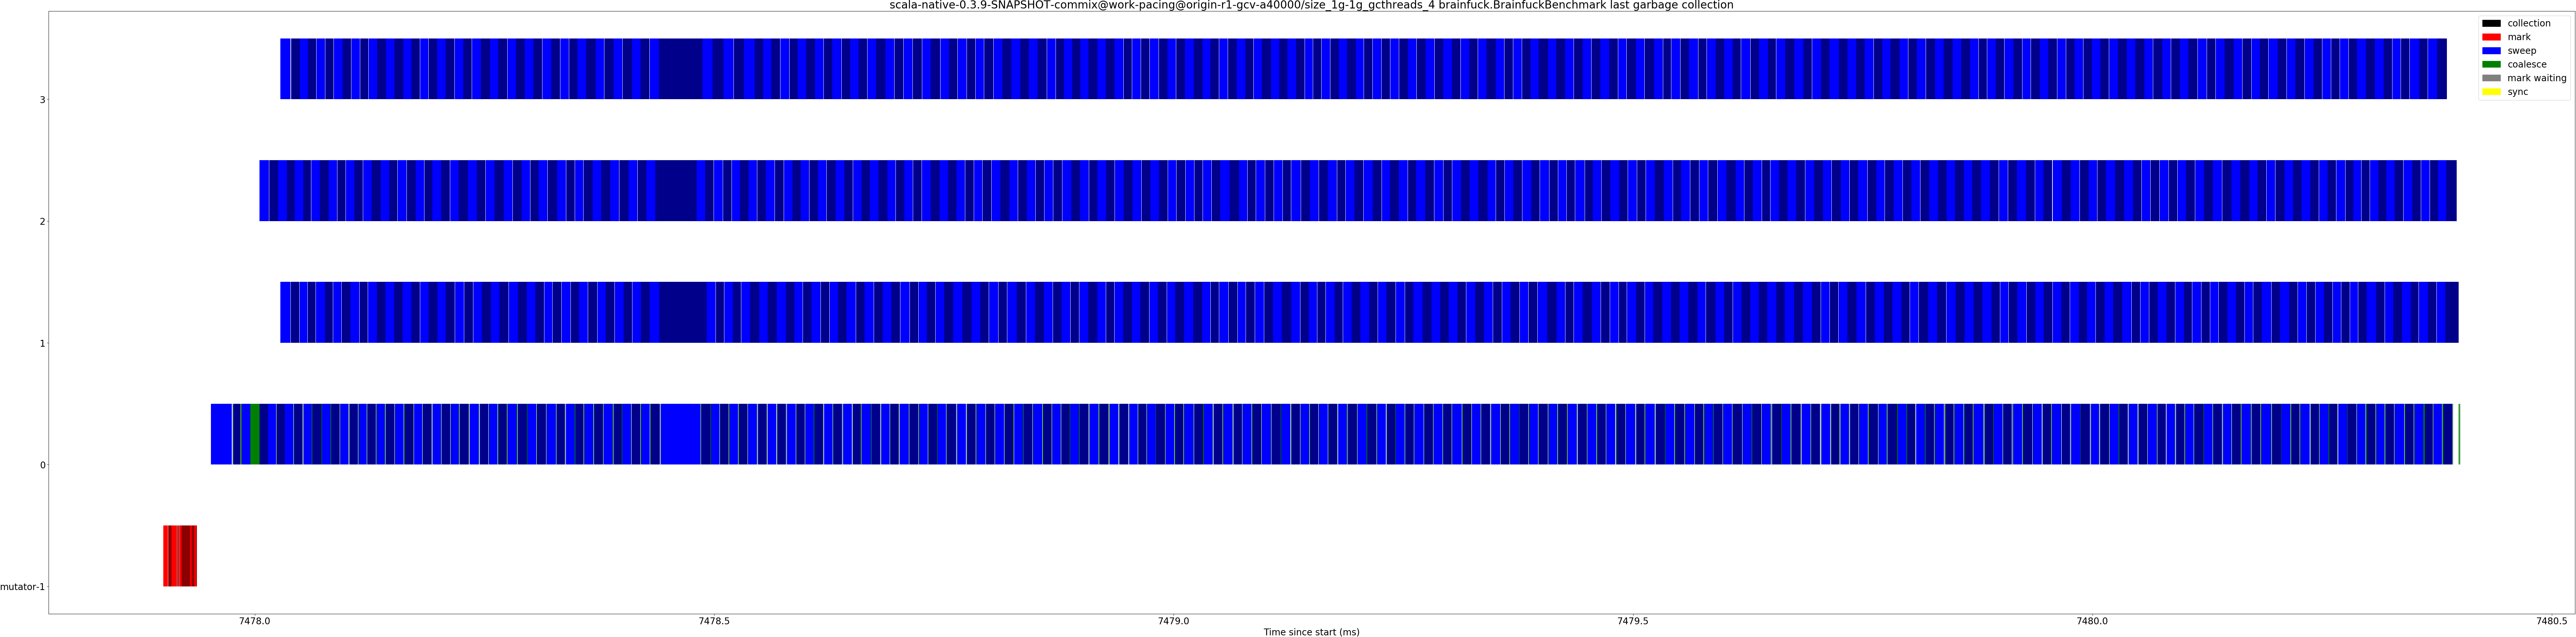 scala-native-0.3.9-SNAPSHOT-commix@work-pacing@origin-r1-gcv-a40000/size_1g-1g_gcthreads_4 brainfuck.BrainfuckBenchmark last garbage collection
collection
mark
sweep
coalesce
mark waiting
sync
3
2
1
0
mutator-1
7478.0 7478.5 7479.0 7479.5 7480.0 7480.5
Time since start (ms)